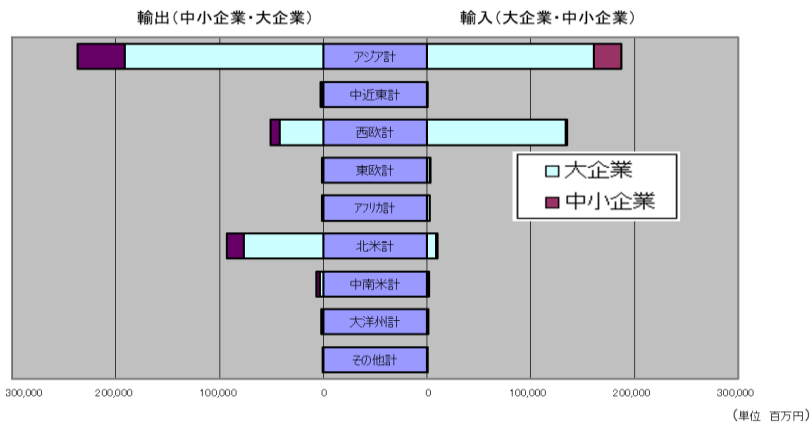 輸出（中小企業・大企業） 輸入（大企業・中小企業）
アジア計
中近東計
西欧計
東欧計
アフリカ計
北米計
中南米計
大洋州計
その他計
大企業
中小企業
300,000 200,000 100,000 0 0 100,000 200,000 300,000
（単位 百万円）